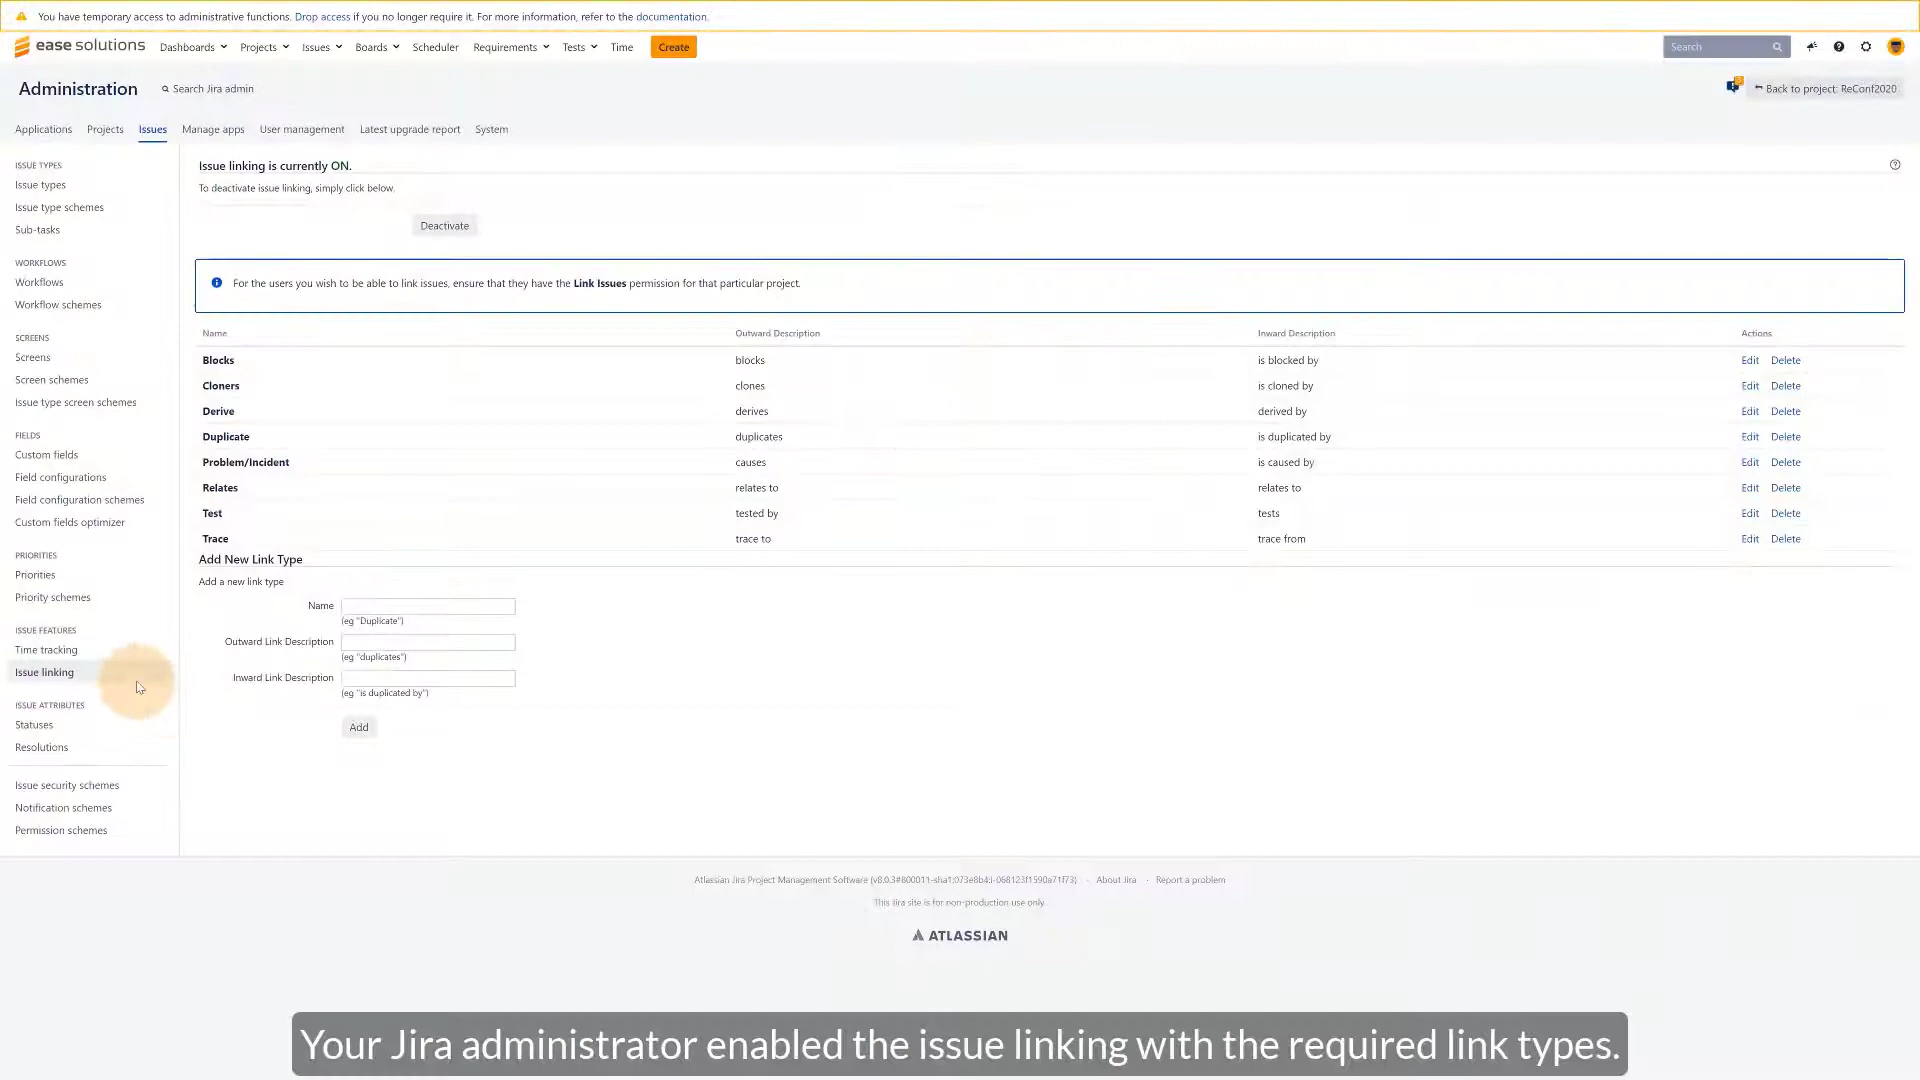 You have temporary access to administrative functions. Drop access if you no longer require it. For more information, refer to the documentation.
ease solutions Dashboards Projects Issues Boards Scheduler Requirements Tests Time Create Search
Administration Search Jira admin Back to project: ReConf2020
Applications Projects Issues Manage apps User management Latest upgrade report System
ISSUE TYPES
Issue types
Issue type schemes
Sub-tasks
WORKFLOWS
Workflows
Workflow schemes
SCREENS
Screens
Screen schemes
Issue type screen schemes
FIELDS
Custom fields
Field configurations
Field configuration schemes
Custom fields optimizer
PRIORITIES
Priorities
Priority schemes
ISSUE FEATURES
Time tracking
Issue linking
ISSUE ATTRIBUTES
Statuses
Resolutions
Issue security schemes
Notification schemes
Permission schemes
Issue linking is currently ON.
To deactivate issue linking, simply click below.
Deactivate
For the users you wish to be able to link issues, ensure that they have the Link Issues permission for that particular project.
Name Outward Description Inward Description Actions
Blocks blocks is blocked by Edit Delete
Cloners clones is cloned by Edit Delete
Derive derives derived by Edit Delete
Duplicate duplicates is duplicated by Edit Delete
Problem/Incident causes is caused by Edit Delete
Relates relates to relates to Edit Delete
Test tested by tests Edit Delete
Trace trace to trace from Edit Delete
Add New Link Type
Add a new link type
Name
(eg "Duplicate")
Outward Link Description
(eg "duplicates")
Inward Link Description
(eg "is duplicated by")
Add
Atlassian Jira Project Management Software · About Jira · Report a problem
This Jira site is for non-production use only.
ATLASSIAN
Your Jira administrator enabled the issue linking with the required link types.